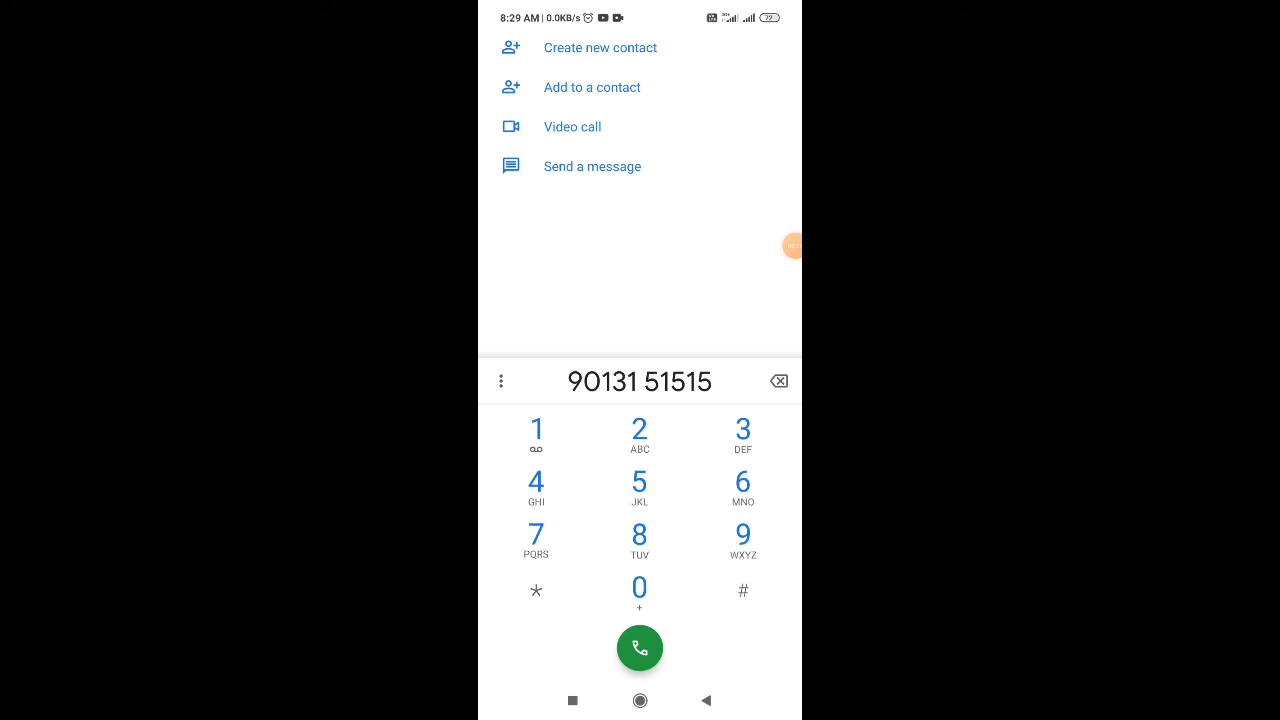 8:29 AM | 0.0KB/s 72
Create new contact
Add to a contact
Video call
Send a message
90131 51515
1 2 ABC 3 DEF
4 GHI 5 JKL 6 MNO
7 PQRS 8 TUV 9 WXYZ
* 0 + #